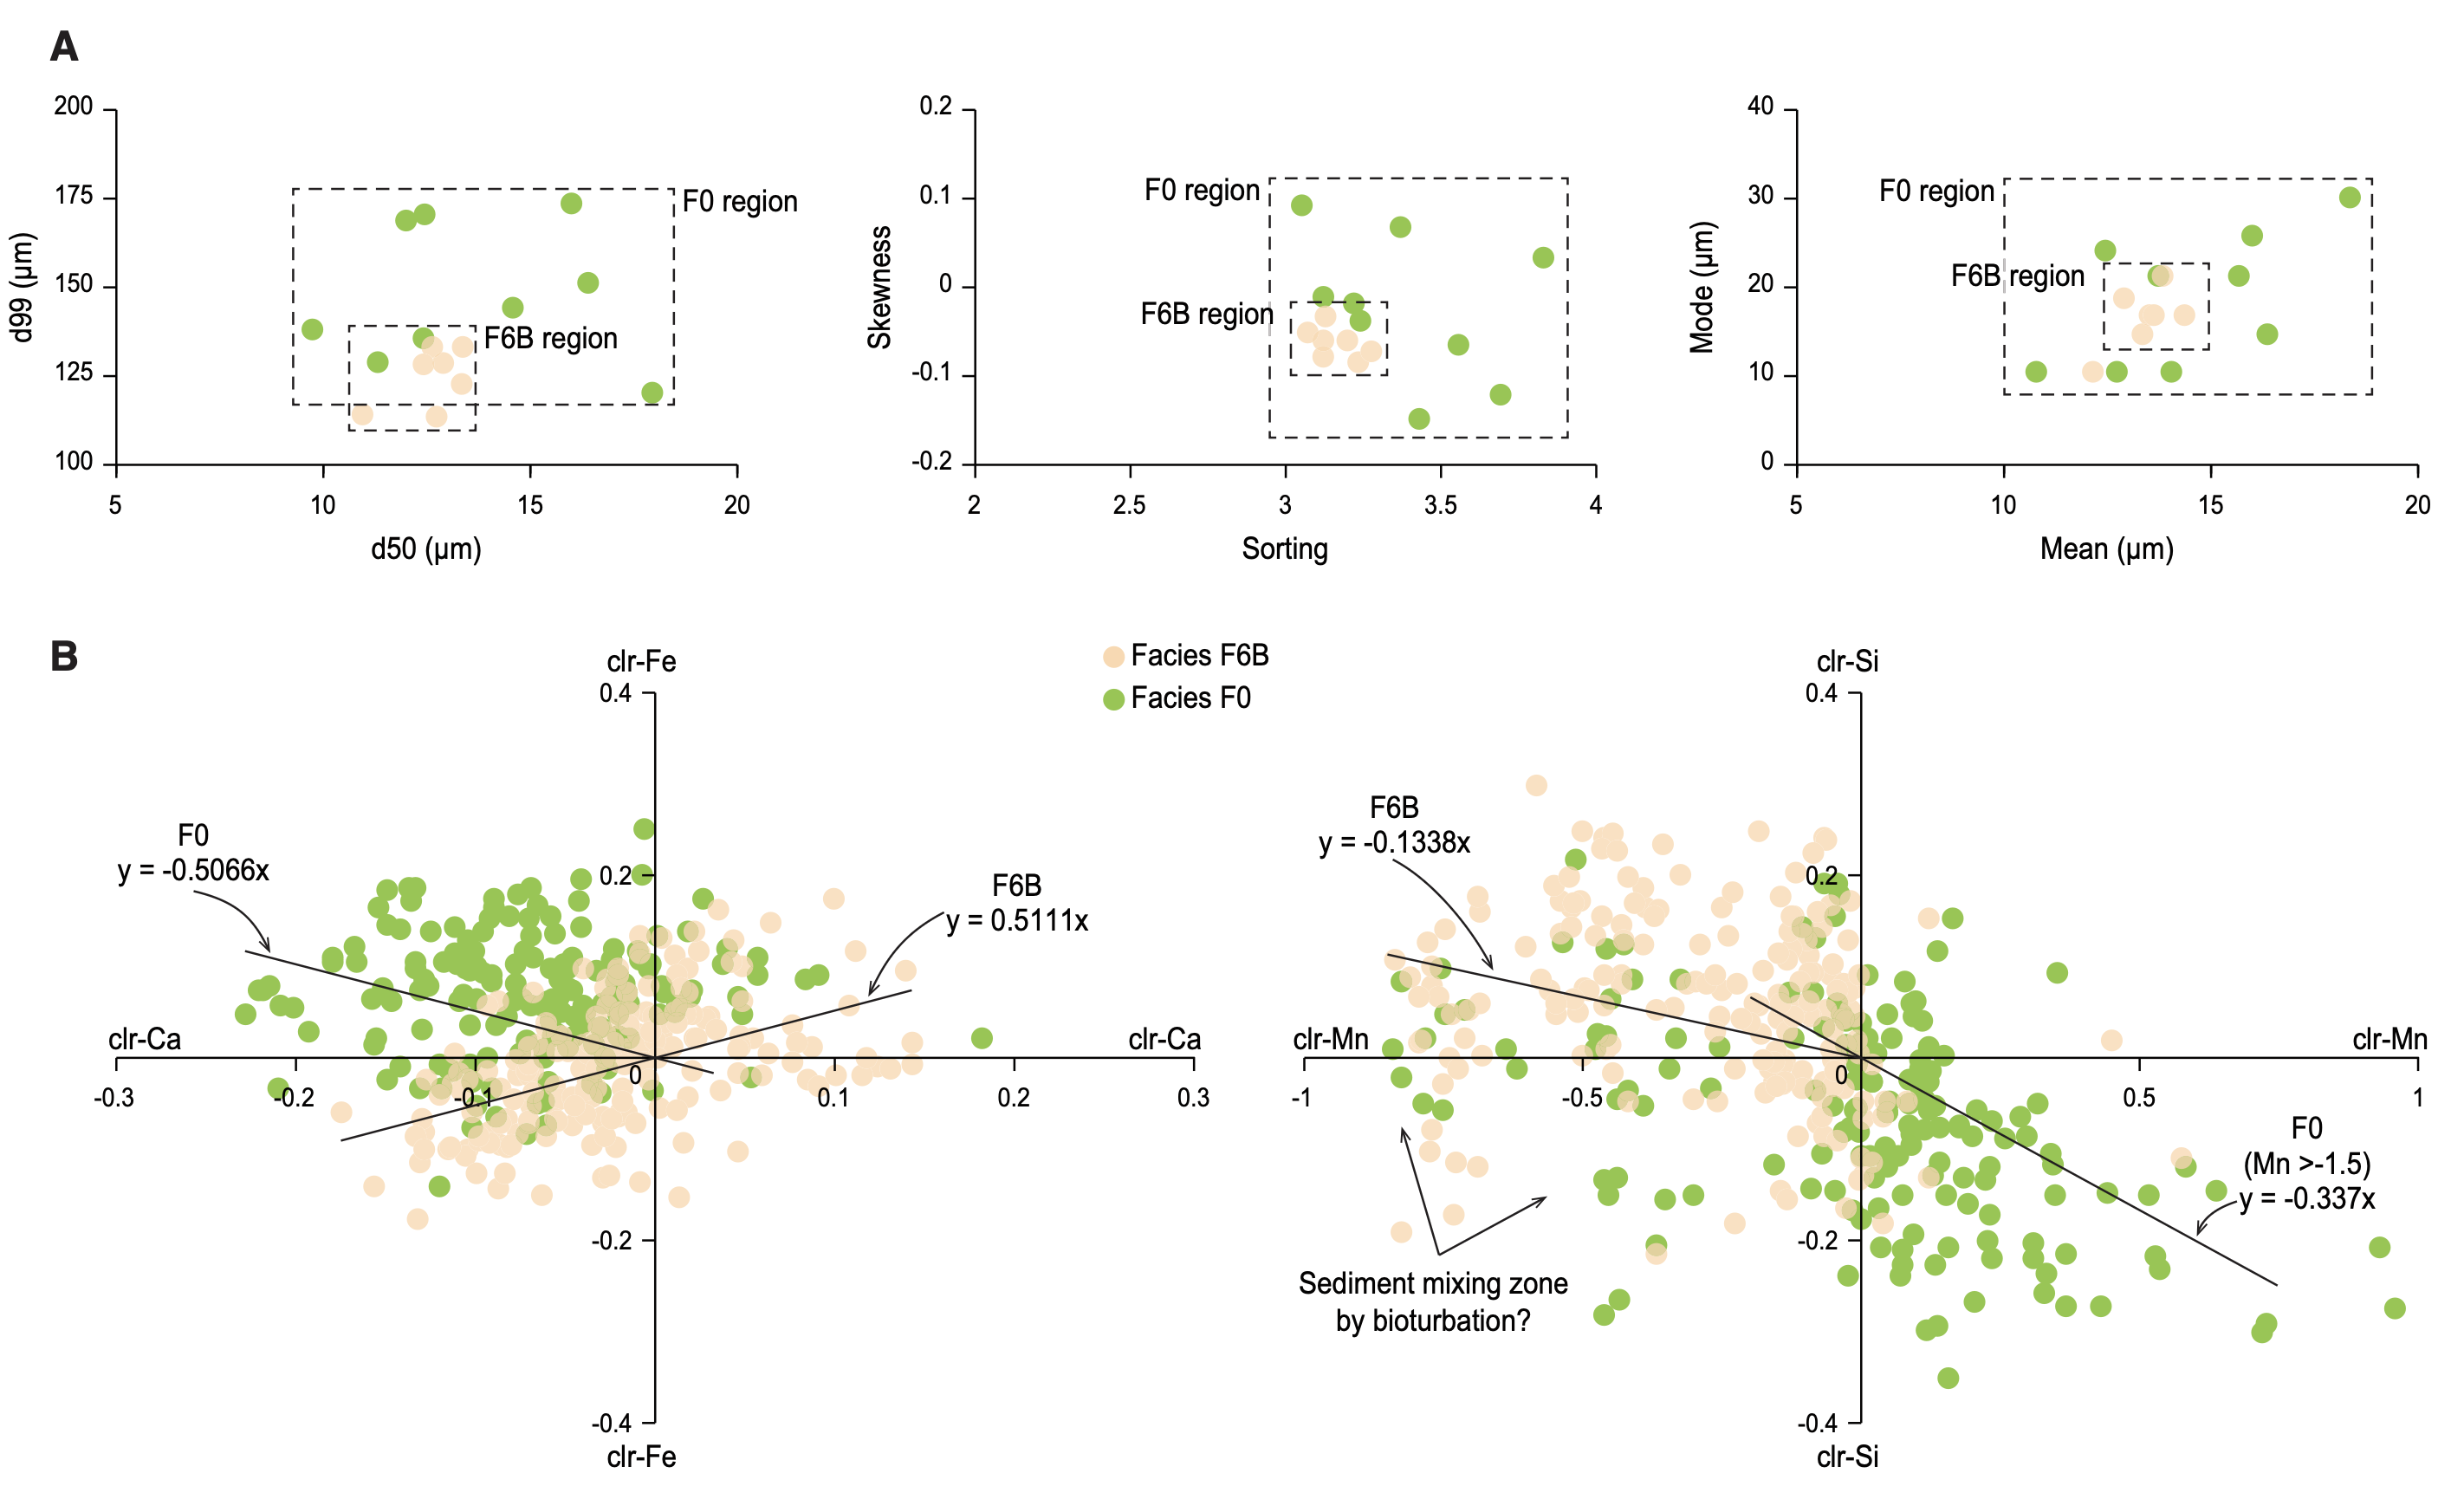 A
200
175
150
125
100
d99 (µm)
5
10
15
20
d50 (µm)
F0 region
F6B region
0.2
0.1
0
-0.1
-0.2
Skewness
2
2.5
3
3.5
4
Sorting
F0 region
F6B region
40
30
20
10
0
Mode (µm)
5
10
15
20
Mean (µm)
F0 region
F6B region
B
Facies F6B
Facies F0
clr-Fe
0.4
0.2
0
-0.2
-0.4
clr-Fe
clr-Ca
clr-Ca
-0.3
-0.2
-0.1
0.1
0.2
0.3
F0
y = -0.5066x
F6B
y = 0.5111x
clr-Si
0.4
0.2
0
-0.2
-0.4
clr-Si
clr-Mn
clr-Mn
-1
-0.5
0.5
1
F6B
y = -0.1338x
F0
(Mn >-1.5)
y = -0.337x
Sediment mixing zone
by bioturbation?